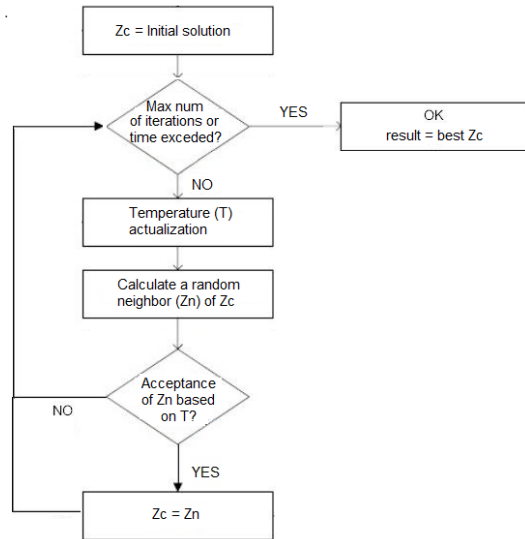 Zc = Initial solution
Max num
of iterations or
time exceded?
YES
OK
result = best Zc
NO
Temperature (T)
actualization
Calculate a random
neighbor (Zn) of Zc
Acceptance
of Zn based
on T?
NO
YES
Zc = Zn